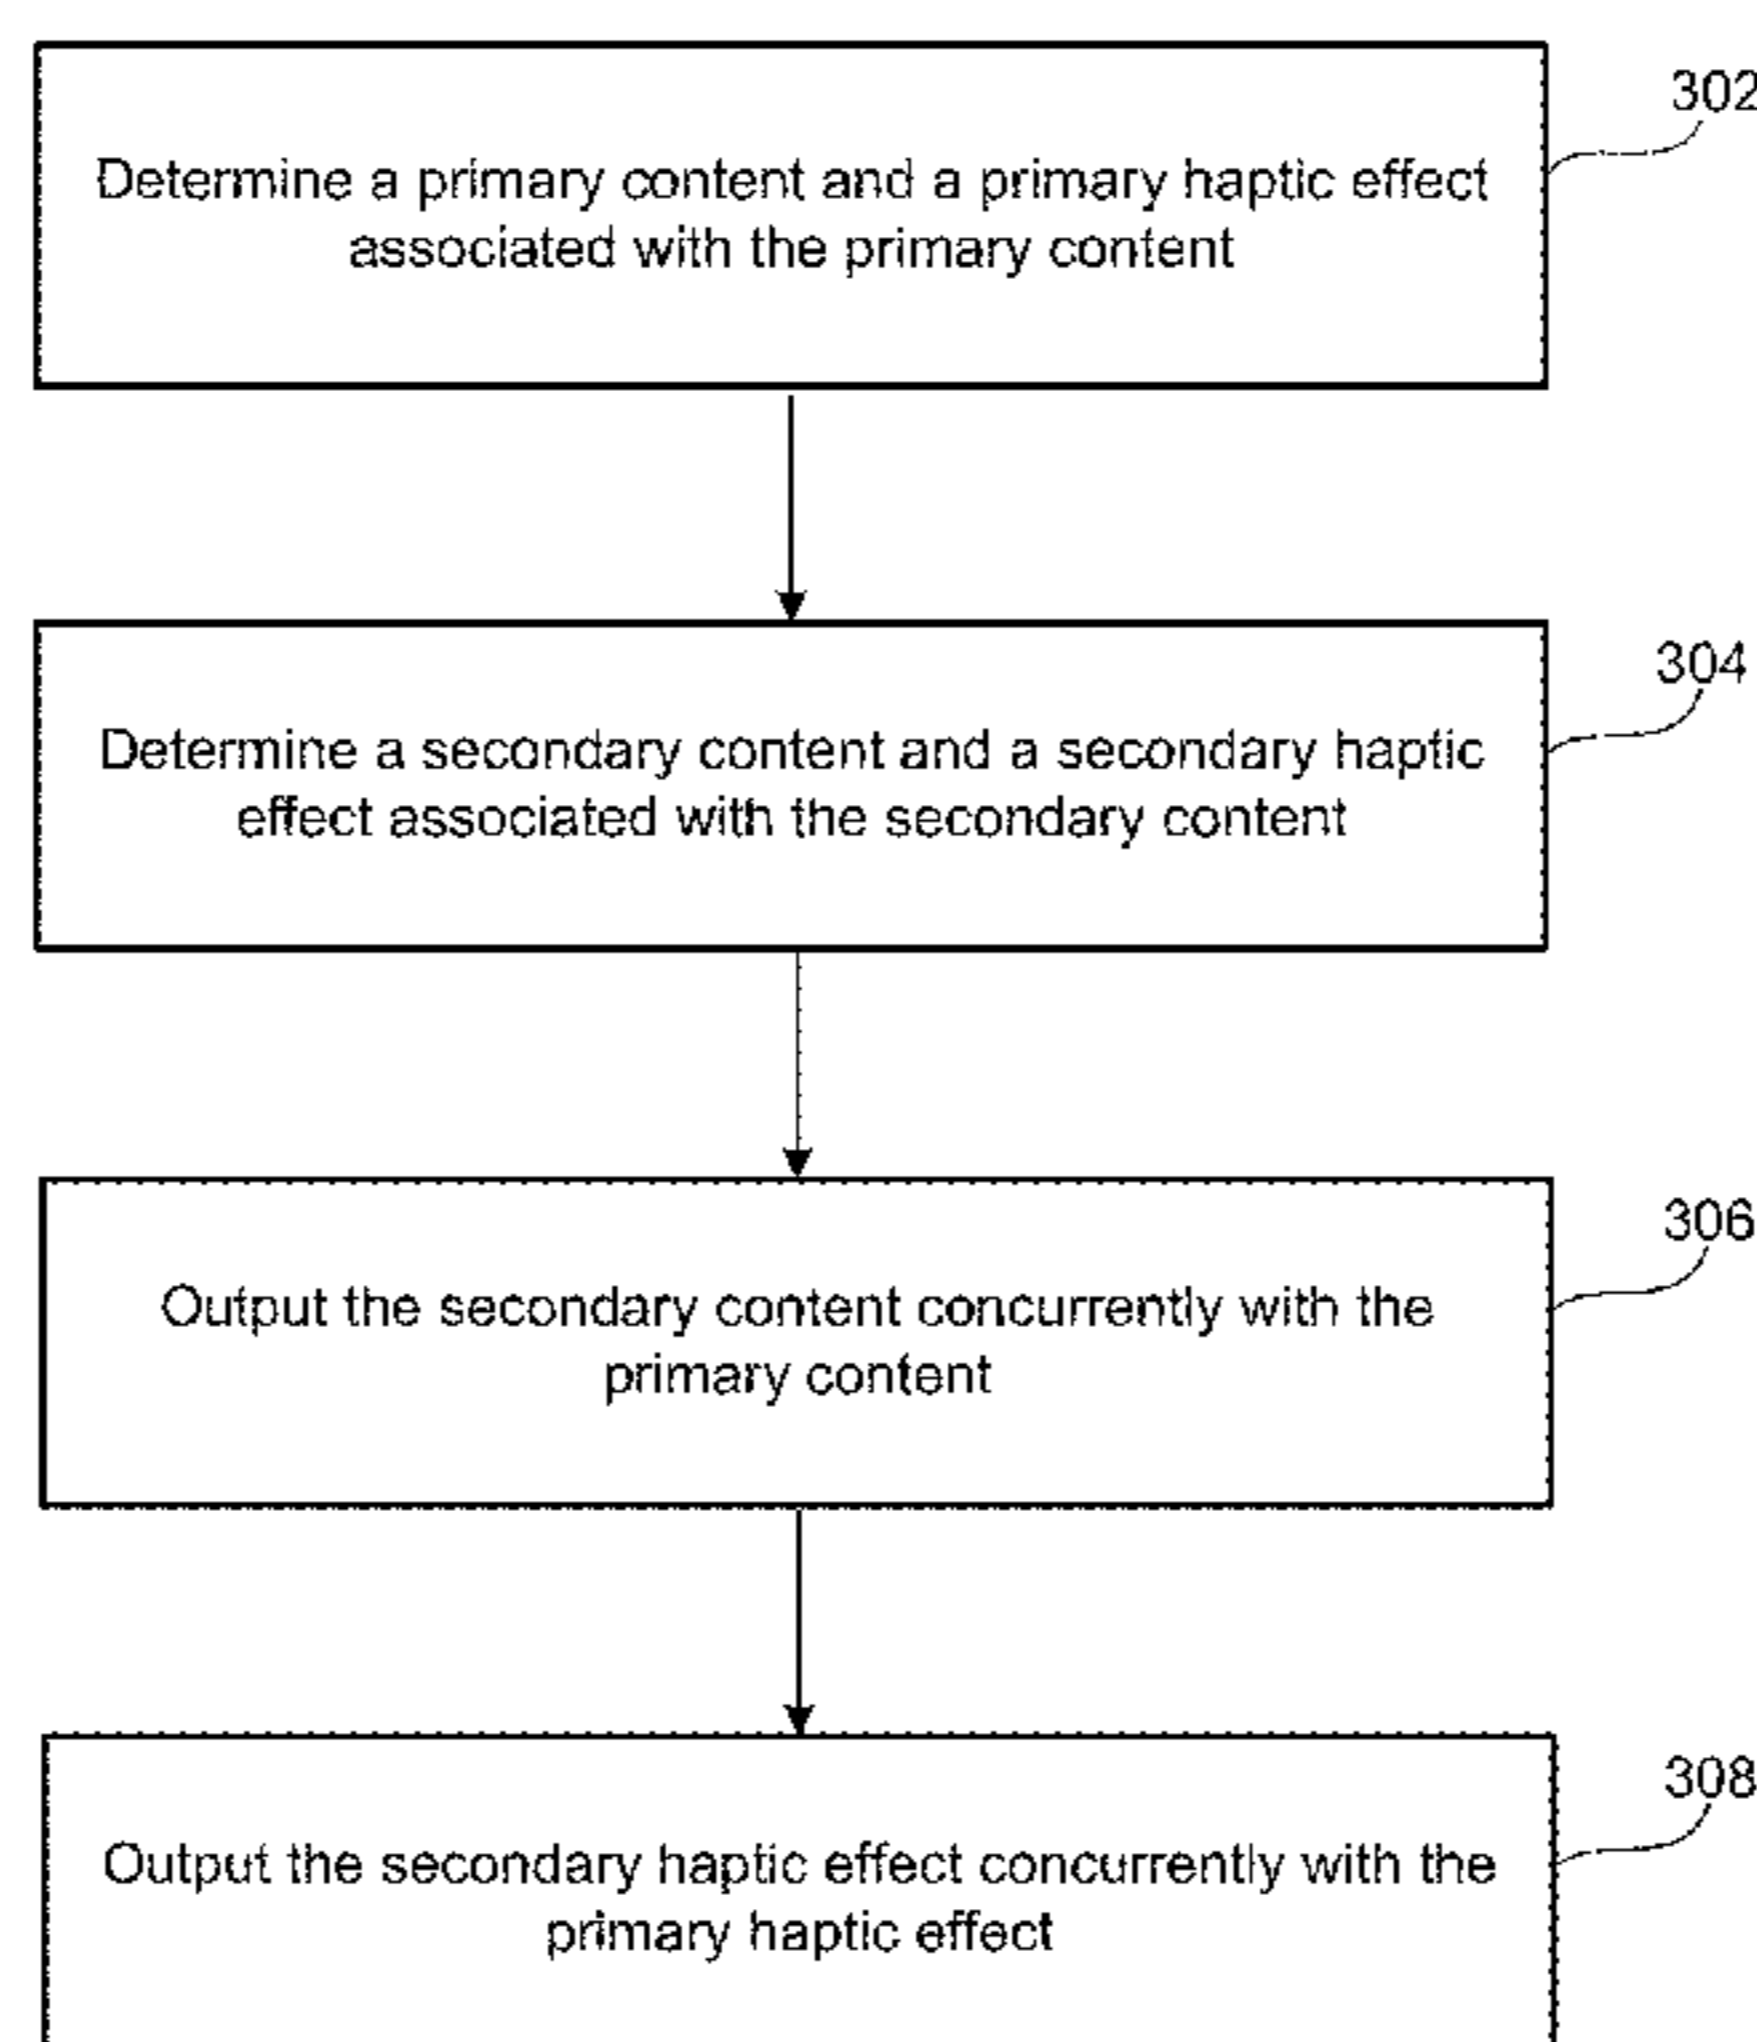 302
Determine a primary content and a primary haptic effect
associated with the primary content
304
Determine a secondary content and a secondary haptic
effect associated with the secondary content
306
Output the secondary content concurrently with the
primary content
308
Output the secondary haptic effect concurrently with the
primary haptic effect